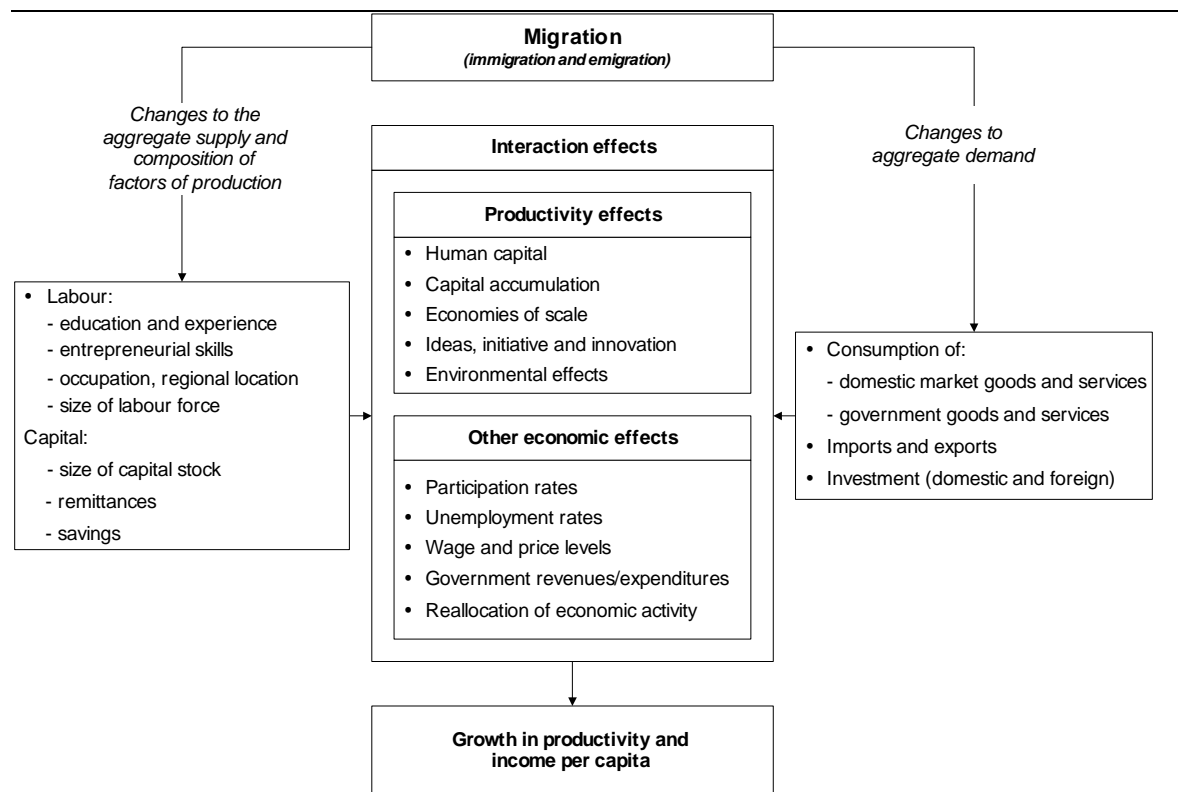 Migration
(immigration and emigration)
Changes to the
aggregate supply and
composition of
factors of production
Changes to
aggregate demand
Interaction effects
Productivity effects
• Human capital
• Capital accumulation
• Economies of scale
• Ideas, initiative and innovation
• Environmental effects
Other economic effects
• Participation rates
• Unemployment rates
• Wage and price levels
• Government revenues/expenditures
• Reallocation of economic activity
• Labour:
- education and experience
- entrepreneurial skills
- occupation, regional location
- size of labour force
Capital:
- size of capital stock
- remittances
- savings
• Consumption of:
- domestic market goods and services
- government goods and services
• Imports and exports
• Investment (domestic and foreign)
Growth in productivity and
income per capita